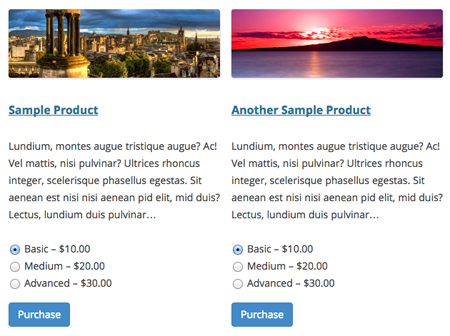 Sample Product
Lundium, montes augue tristique augue? Ac!
Vel mattis, nisi pulvinar? Ultrices rhoncus
integer, scelerisque phasellus egestas. Sit
aenean est nisi nisi aenean pid elit, mid duis?
Lectus, lundium duis pulvinar…
Basic – $10.00
Medium – $20.00
Advanced – $30.00
Purchase
Another Sample Product
Lundium, montes augue tristique augue? Ac!
Vel mattis, nisi pulvinar? Ultrices rhoncus
integer, scelerisque phasellus egestas. Sit
aenean est nisi nisi aenean pid elit, mid duis?
Lectus, lundium duis pulvinar…
Basic – $10.00
Medium – $20.00
Advanced – $30.00
Purchase